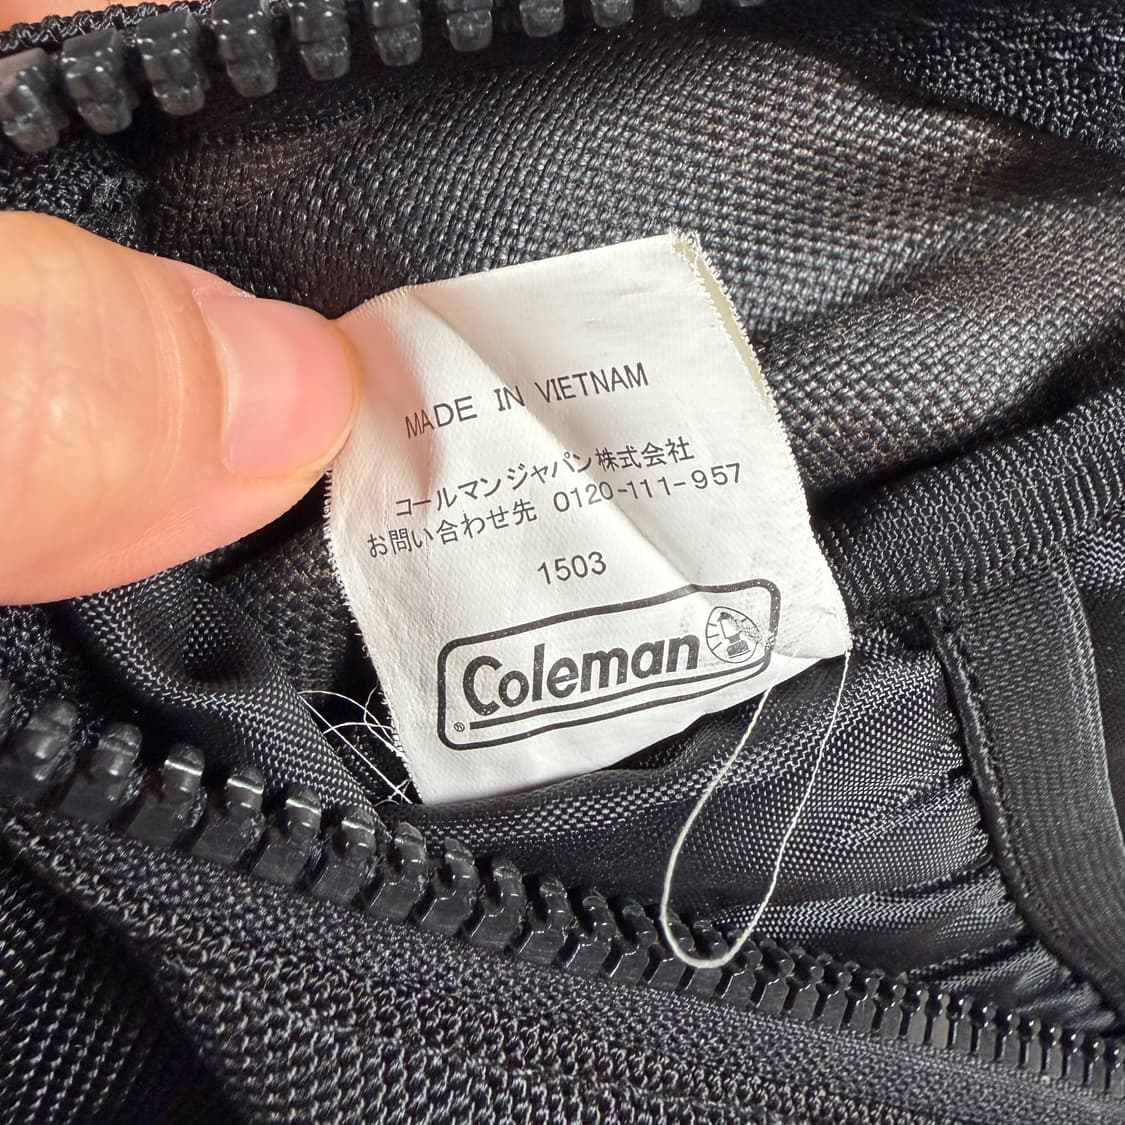 MADE IN VIETNAM
コールマンジャパン株式会社
お問い合わせ先 0120-111-957
1503
Coleman
®